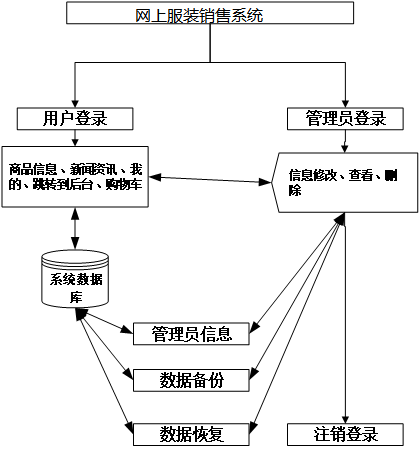 网上服装销售系统
用户登录
管理员登录
商品信息、新闻资讯、我
的、跳转到后台、购物车
信息修改、查看、删
除
系统数据
库
管理员信息
数据备份
数据恢复
注销登录